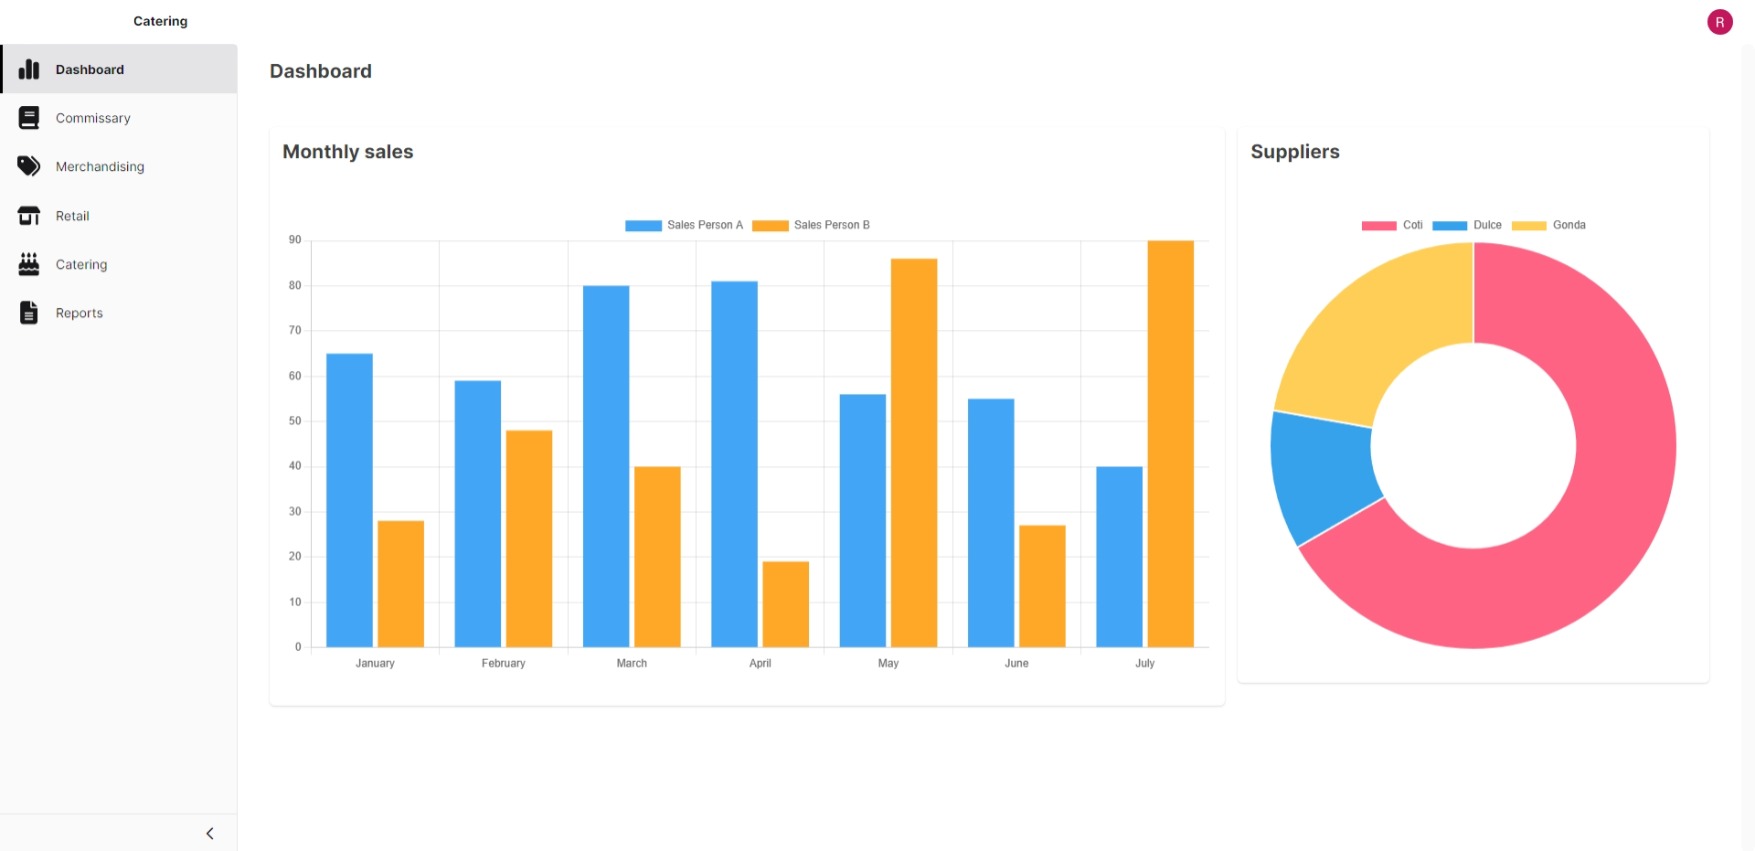 Catering
R
Dashboard
Commissary
Merchandising
Retail
Catering
Reports
Dashboard
Monthly sales
Sales Person A Sales Person B
90
80
70
60
50
40
30
20
10
0
January February March April May June July
Suppliers
Coti Dulce Gonda